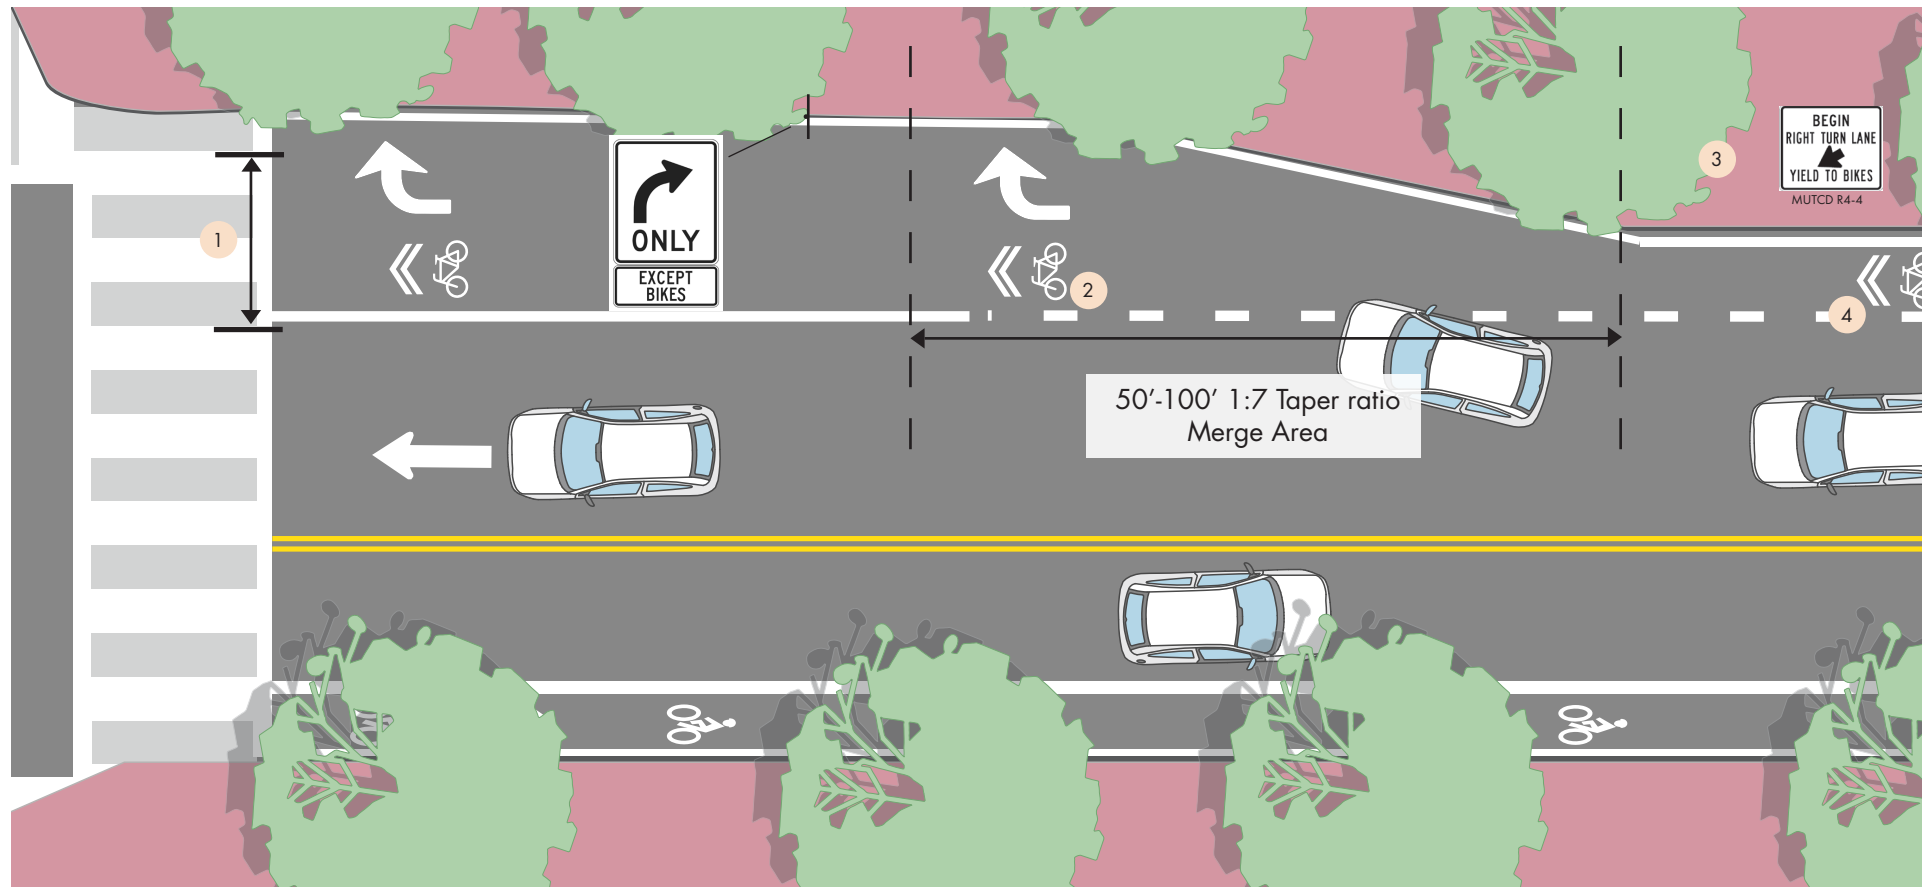 BEGIN
RIGHT TURN LANE
YIELD TO BIKES
MUTCD R4-4
3
1
ONLY
EXCEPT
BIKES
2
4
50’-100’ 1:7 Taper ratio
Merge Area